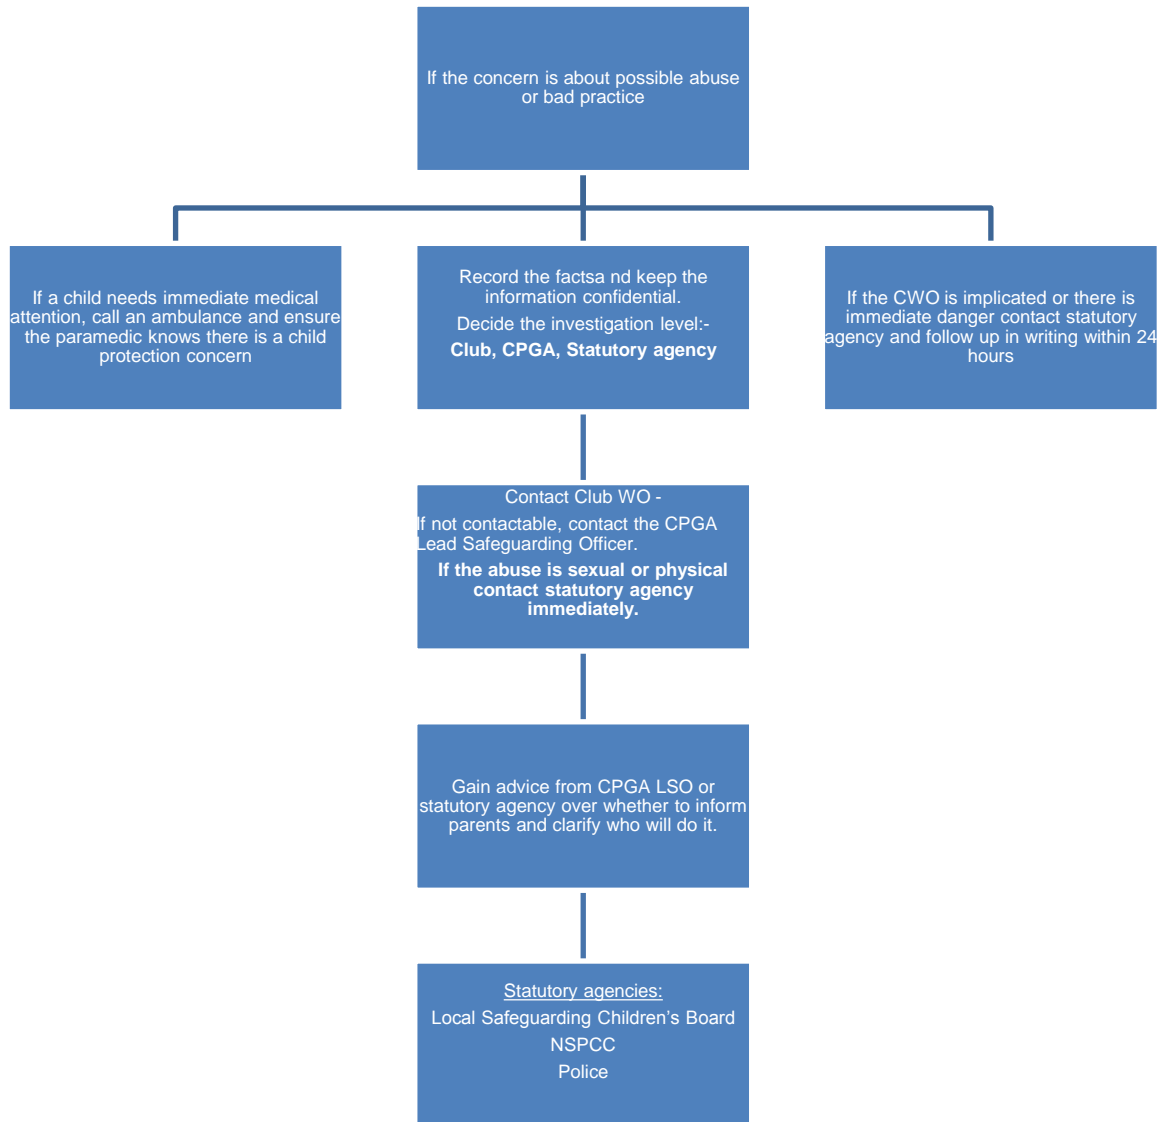 If the concern is about possible abuse
or bad practice
If a child needs immediate medical
attention, call an ambulance and ensure
the paramedic knows there is a child
protection concern
Record the factsa nd keep the
information confidential.
Decide the investigation level:-
Club, CPGA, Statutory agency
If the CWO is implicated or there is
immediate danger contact statutory
agency and follow up in writing within 24
hours
Contact Club WO -
If not contactable, contact the CPGA
Lead Safeguarding Officer.
If the abuse is sexual or physical
contact statutory agency
immediately.
Gain advice from CPGA LSO or
statutory agency over whether to inform
parents and clarify who will do it.
Statutory agencies:
Local Safeguarding Children’s Board
NSPCC
Police